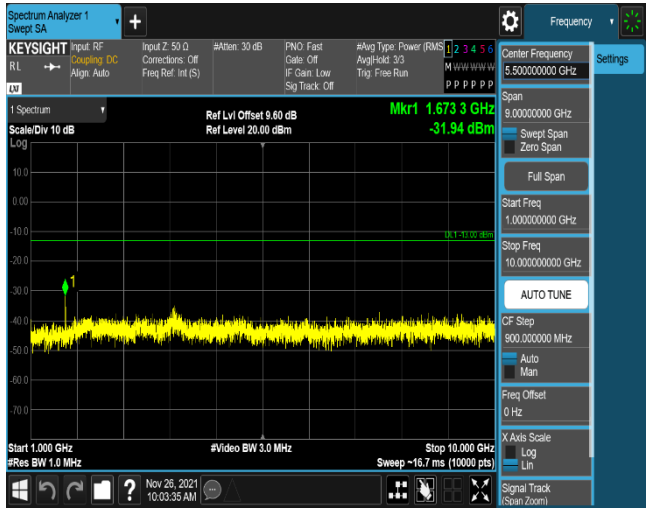 Spectrum Analyzer 1
Swept SA
Frequency
KEYSIGHT
RL
LXI
Input: RF
Coupling: DC
Align: Auto
Input Z: 50 Ω
Corrections: Off
Freq Ref: Int (S)
#Atten: 30 dB
PNO: Fast
Gate: Off
IF Gain: Low
Sig Track: Off
#Avg Type: Power (RMS
Avg|Hold: 3/3
Trig: Free Run
1 2 3 4 5 6
M W W W W W
P P P P P P
Settings
Center Frequency
5.500000000 GHz
Span
9.00000000 GHz
Swept Span
Zero Span
Full Span
Start Freq
1.000000000 GHz
Stop Freq
10.000000000 GHz
AUTO TUNE
CF Step
900.000000 MHz
Auto
Man
Freq Offset
0 Hz
X Axis Scale
Log
Lin
Signal Track
(Span Zoom)
1 Spectrum
Scale/Div 10 dB
Ref Lvl Offset 9.60 dB
Ref Level 20.00 dBm
Mkr1 1.673 3 GHz
-31.94 dBm
Log
10.0
0.00
-10.0
DL1 -13.00 dBm
-20.0
-30.0
1
-40.0
-50.0
-60.0
-70.0
Start 1.000 GHz
#Video BW 3.0 MHz
Stop 10.000 GHz
#Res BW 1.0 MHz
Sweep ~16.7 ms (10000 pts)
?
Nov 26, 2021
10:03:35 AM